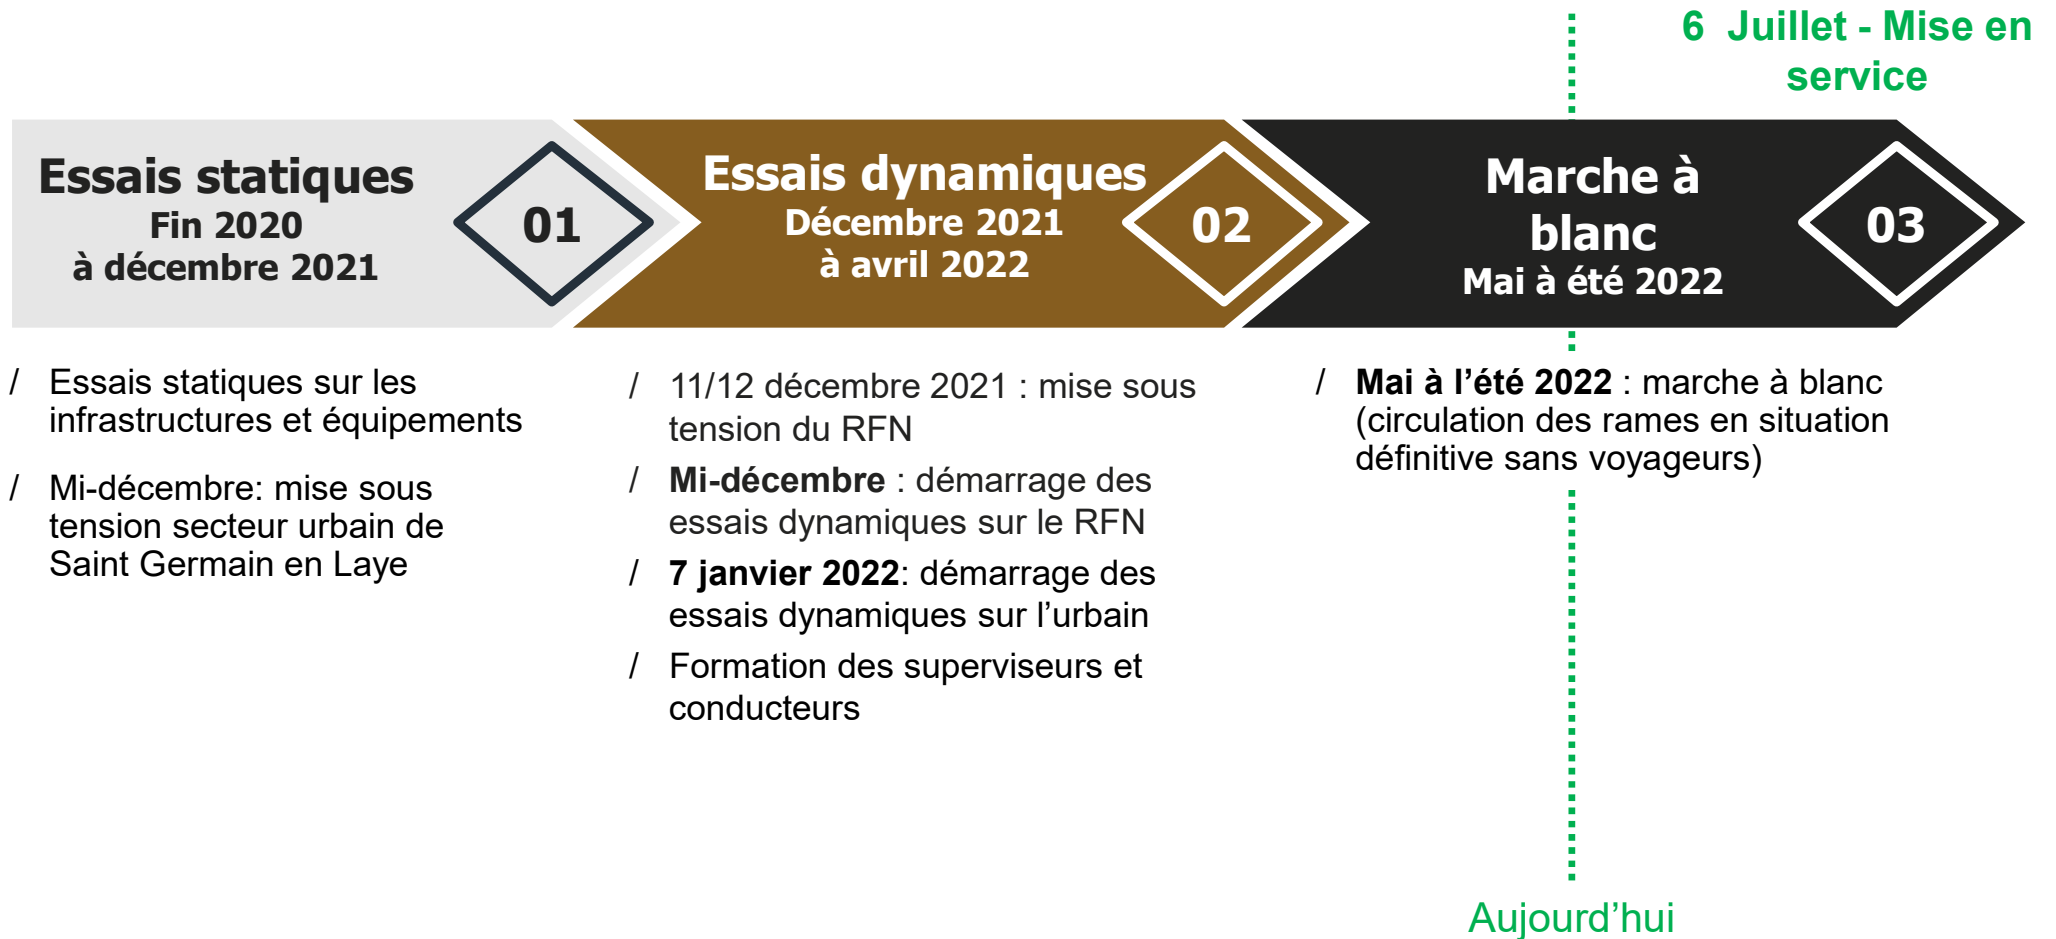 6 Juillet - Mise en
service
Essais statiques
Fin 2020
à décembre 2021
01
Essais dynamiques
Décembre 2021
à avril 2022
02
Marche à
blanc
Mai à été 2022
03
/ Essais statiques sur les
infrastructures et équipements
/ Mi-décembre: mise sous
tension secteur urbain de
Saint Germain en Laye
/ 11/12 décembre 2021 : mise sous
tension du RFN
/ Mi-décembre : démarrage des
essais dynamiques sur le RFN
/ 7 janvier 2022: démarrage des
essais dynamiques sur l’urbain
/ Formation des superviseurs et
conducteurs
/ Mai à l’été 2022 : marche à blanc
(circulation des rames en situation
définitive sans voyageurs)
Aujourd’hui